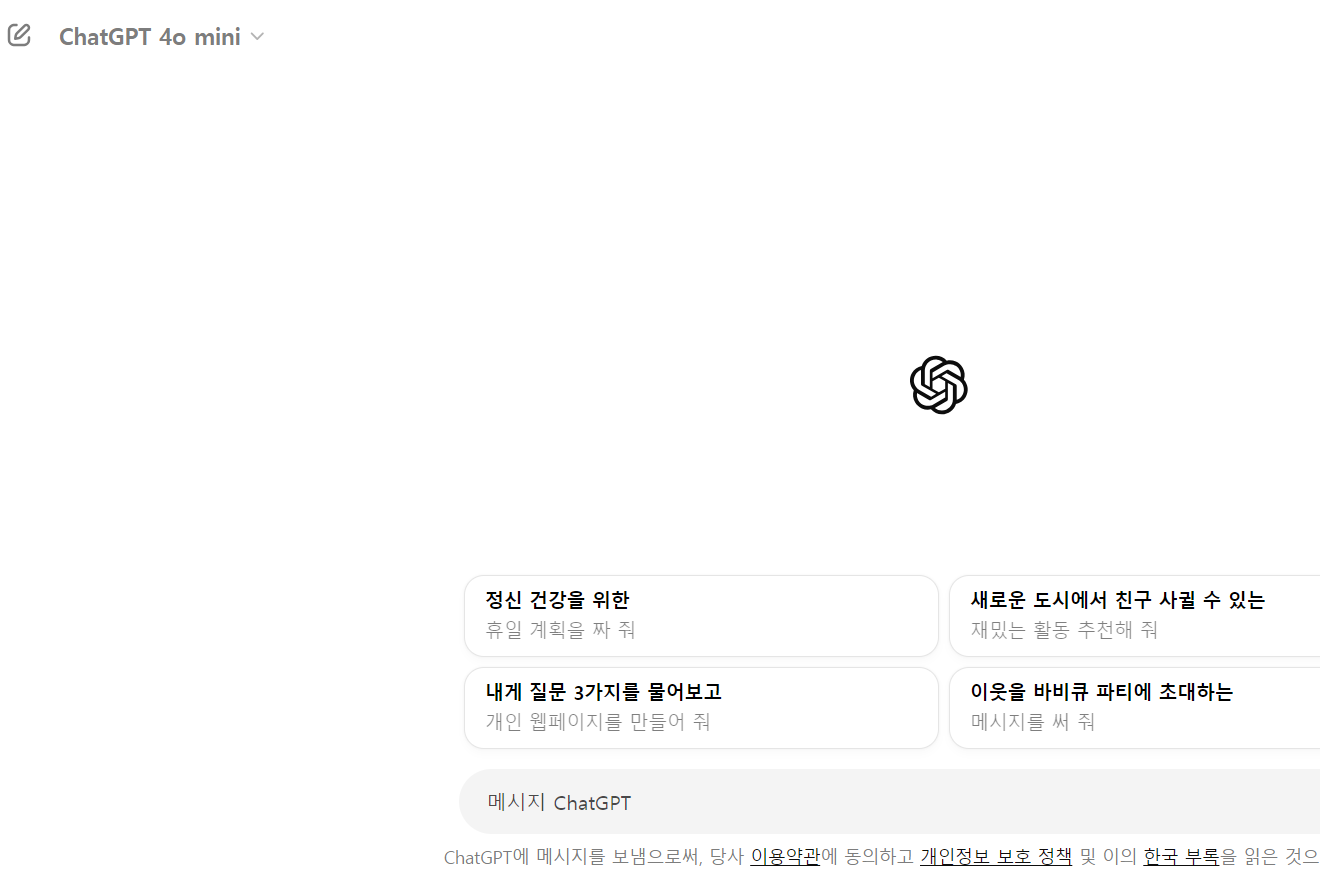 ChatGPT 4o mini
정신 건강을 위한
휴일 계획을 짜 줘
새로운 도시에서 친구 사귈 수 있는
재밌는 활동 추천해 줘
내게 질문 3가지를 물어보고
개인 웹페이지를 만들어 줘
이웃을 바비큐 파티에 초대하는
메시지를 써 줘
메시지 ChatGPT
ChatGPT에 메시지를 보냄으로써, 당사 이용약관에 동의하고 개인정보 보호 정책 및 이의 한국 부록을 읽은 것으